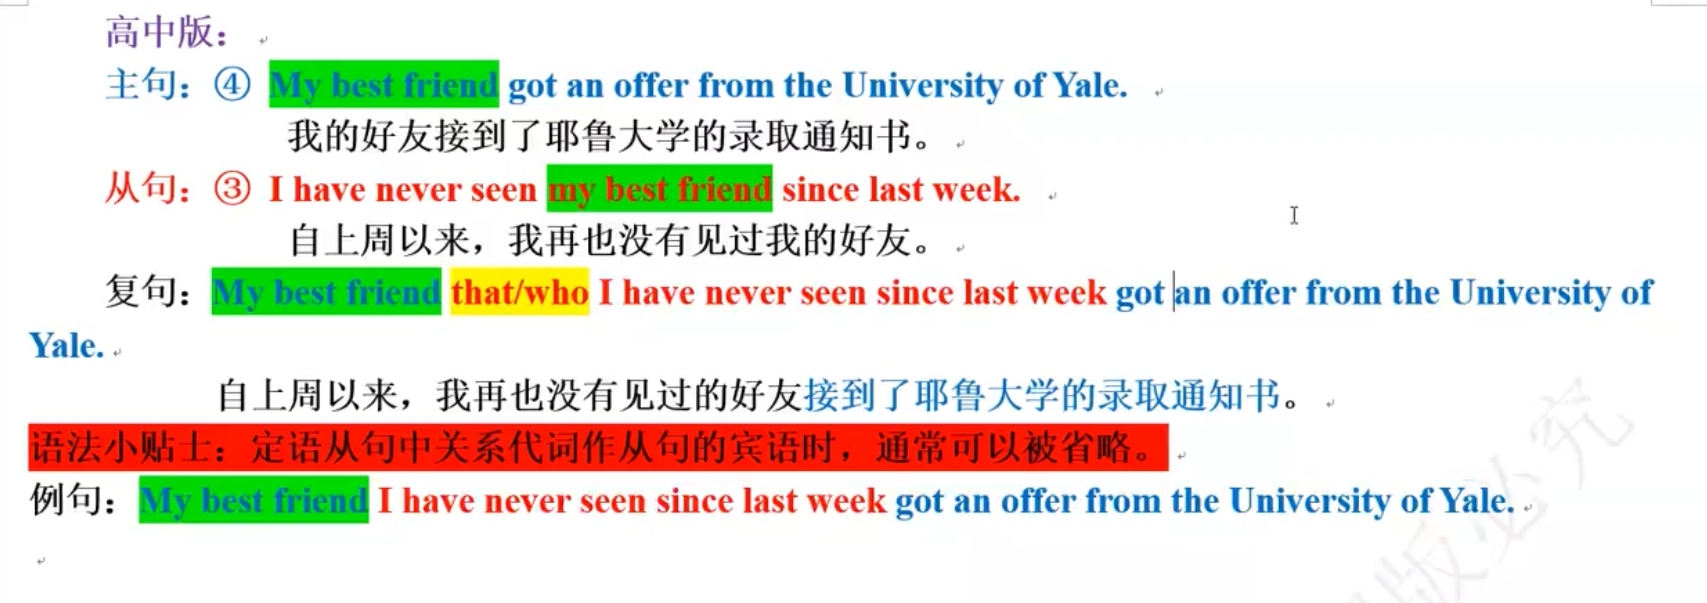 高中版：
主句：④ My best friend got an offer from the University of Yale.
我的好友接到了耶鲁大学的录取通知书。
从句：③ I have never seen my best friend since last week.
自上周以来，我再也没有见过我的好友。
复句：My best friend that/who I have never seen since last week got an offer from the University of
Yale.
自上周以来，我再也没有见过的好友接到了耶鲁大学的录取通知书。
语法小贴士：定语从句中关系代词作从句的宾语时，通常可以被省略。
例句：My best friend I have never seen since last week got an offer from the University of Yale.
版必究